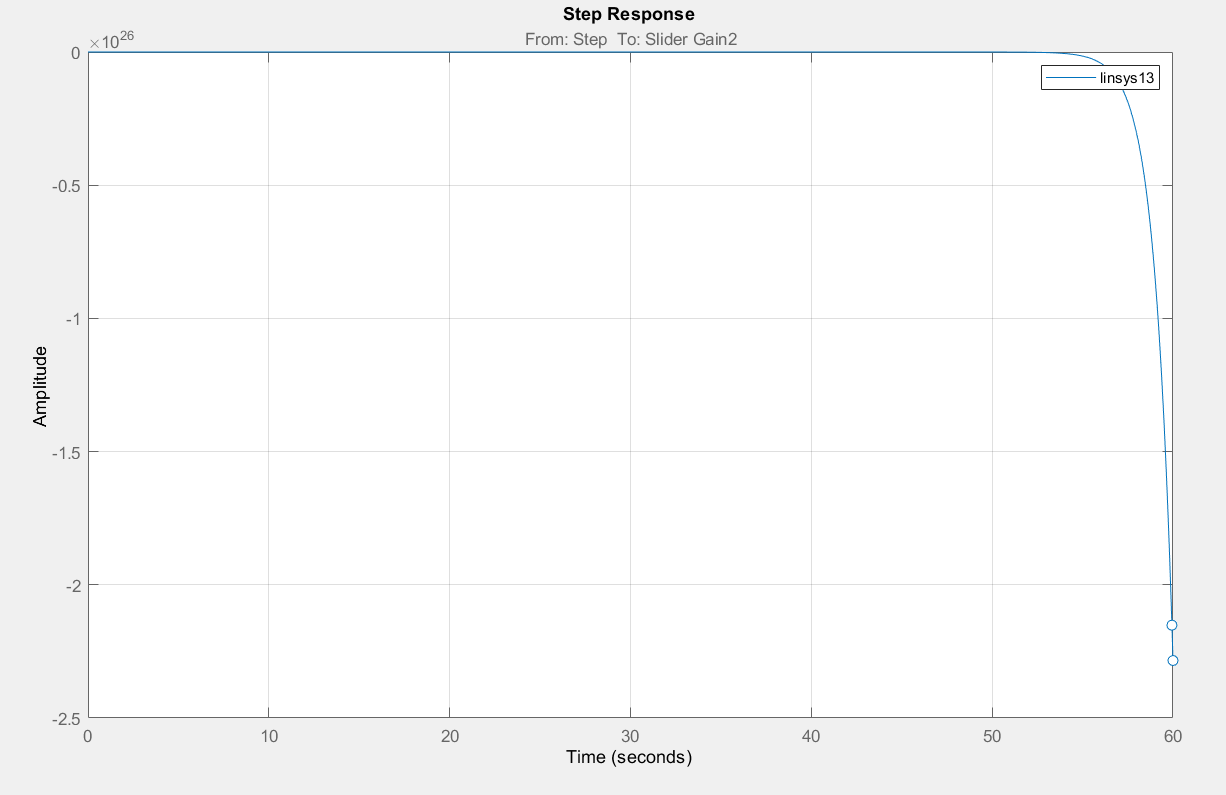 Step Response
From: Step  To: Slider Gain2
×10^26
0
-0.5
-1
-1.5
-2
-2.5
Amplitude
linsys13
0 10 20 30 40 50 60
Time (seconds)